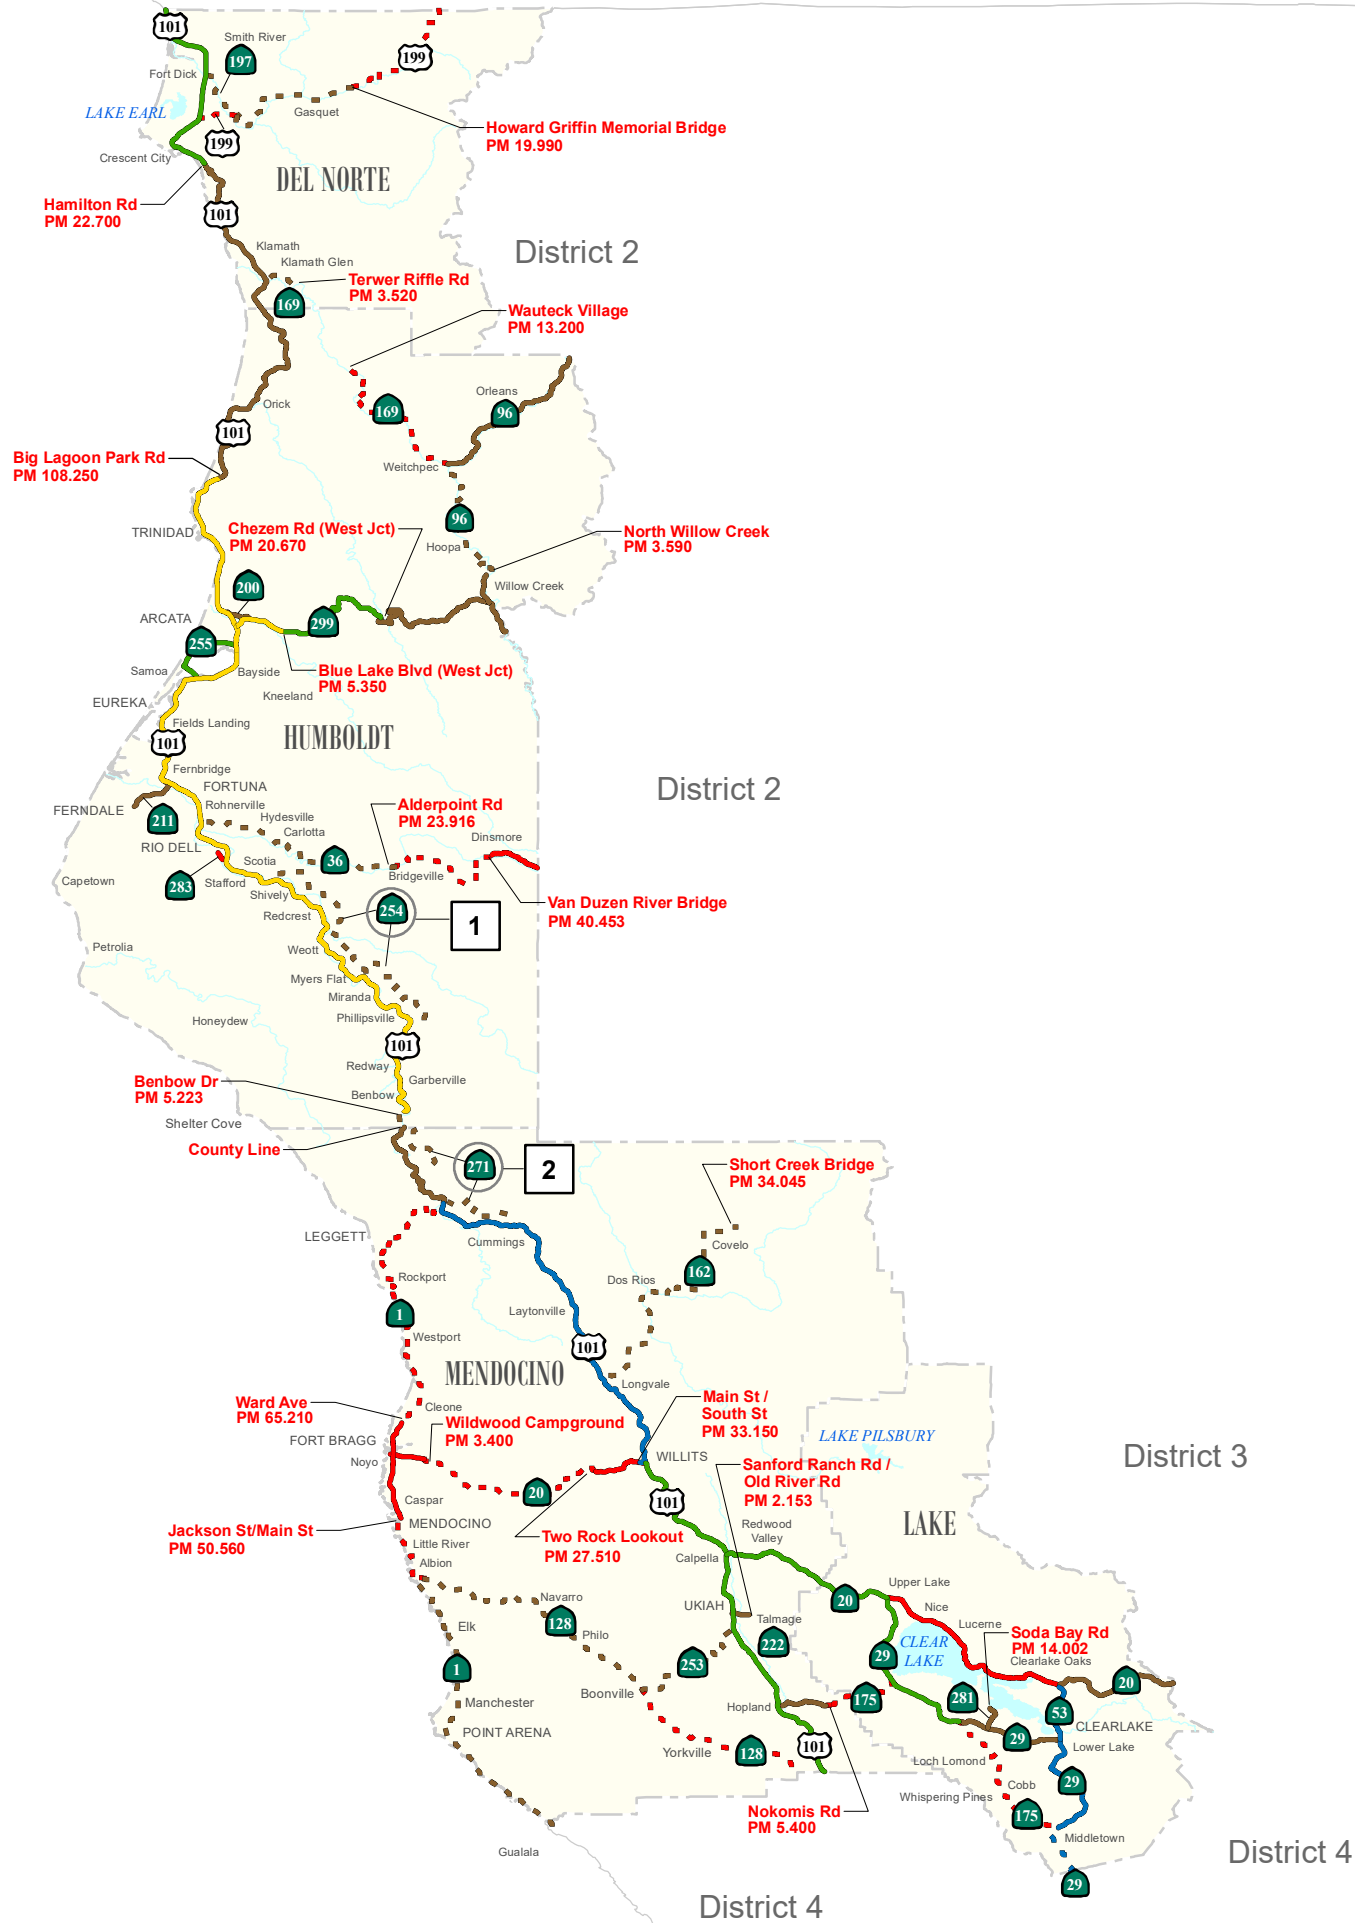 101
Smith River
197
199
Fort Dick
LAKE EARL
Gasquet
199
Howard Griffin Memorial Bridge
PM 19.990
Crescent City
DEL NORTE
Hamilton Rd
PM 22.700
101
District 2
Klamath
Klamath Glen
Terwer Riffle Rd
PM 3.520
169
Wauteck Village
PM 13.200
Orleans
96
169
Orick
101
Big Lagoon Park Rd
PM 108.250
Weitchpec
96
TRINIDAD
Chezem Rd (West Jct)
PM 20.670
North Willow Creek
PM 3.590
Hoopa
Willow Creek
200
ARCATA
299
255
Samoa
Bayside
Blue Lake Blvd (West Jct)
PM 5.350
Kneeland
EUREKA
Fields Landing
HUMBOLDT
101
Fernbridge
District 2
FORTUNA
FERNDALE
Rohnerville
211
Hydesville
Carlotta
Alderpoint Rd
PM 23.916
Dinsmore
RIO DELL
36
Scotia
Bridgeville
Capetown
283
Stafford
Shively
Van Duzen River Bridge
PM 40.453
Redcrest
254
1
Petrolia
Weott
Myers Flat
Miranda
Honeydew
Phillipsville
101
Redway
Garberville
Benbow Dr
PM 5.223
Benbow
Shelter Cove
County Line
271
2
Short Creek Bridge
PM 34.045
LEGGETT
Cummings
Covelo
162
Rockport
Dos Rios
1
Laytonville
Westport
101
MENDOCINO
Longvale
Ward Ave
PM 65.210
Cleone
Wildwood Campground
PM 3.400
Main St /
South St
PM 33.150
FORT BRAGG
Noyo
WILLITS
LAKE PILSBURY
District 3
Sanford Ranch Rd /
Old River Rd
PM 2.153
20
101
Caspar
MENDOCINO
Jackson St/Main St
PM 50.560
Little River
Albion
Two Rock Lookout
PM 27.510
Redwood
Valley
LAKE
Calpella
Upper Lake
20
Nice
Navarro
UKIAH
Talmage
Lucerne
Elk
128
Philo
222
Soda Bay Rd
PM 14.002
CLEAR
LAKE
Clearlake Oaks
1
253
29
20
Boonville
281
Manchester
Hopland
175
53
CLEARLAKE
POINT ARENA
29
Lower Lake
Yorkville
128
101
Loch Lomond
29
Cobb
Whispering Pines
Nokomis Rd
PM 5.400
175
Middletown
Gualala
District 4
29
District 4